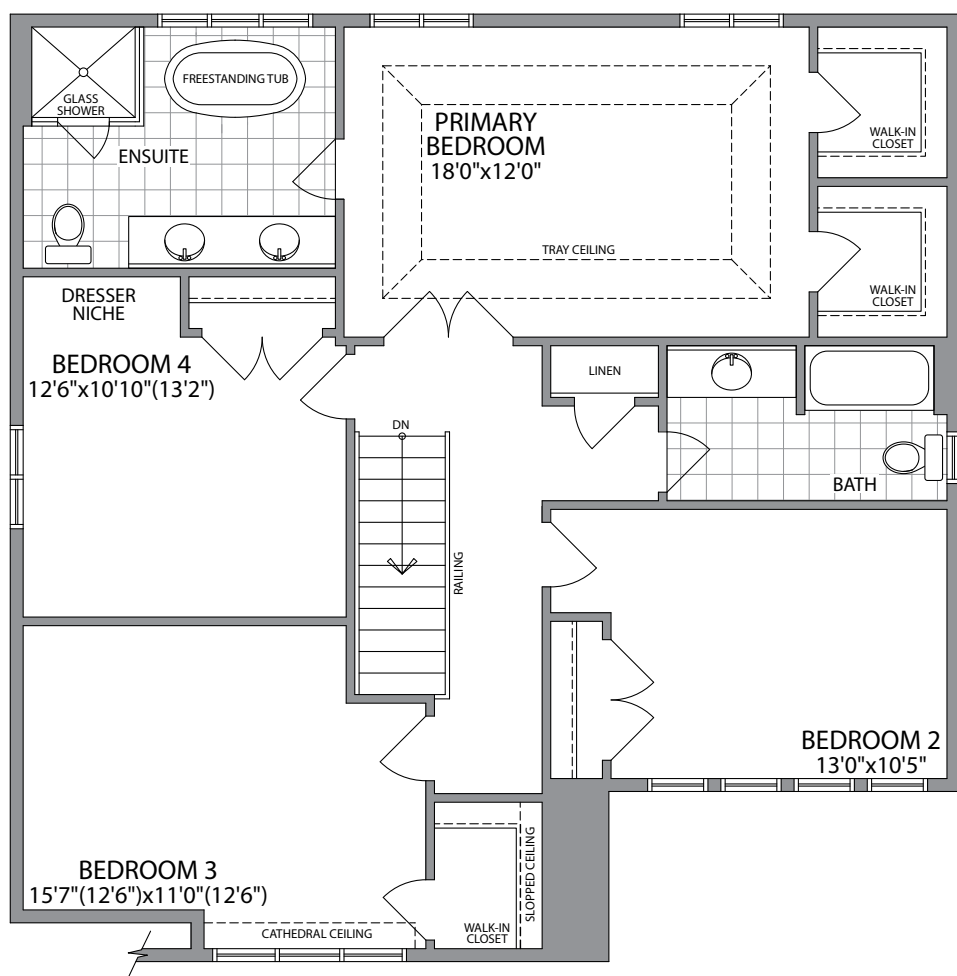 FREESTANDING TUB
GLASS
SHOWER
ENSUITE
PRIMARY
BEDROOM
18'0"x12'0"
TRAY CEILING
WALK-IN
CLOSET
WALK-IN
CLOSET
DRESSER
NICHE
BEDROOM 4
12'6"x10'10"(13'2")
LINEN
DN
BATH
RAILING
BEDROOM 2
13'0"x10'5"
BEDROOM 3
15'7"(12'6")x11'0"(12'6")
CATHEDRAL CEILING
SLOPPED CEILING
WALK-IN
CLOSET